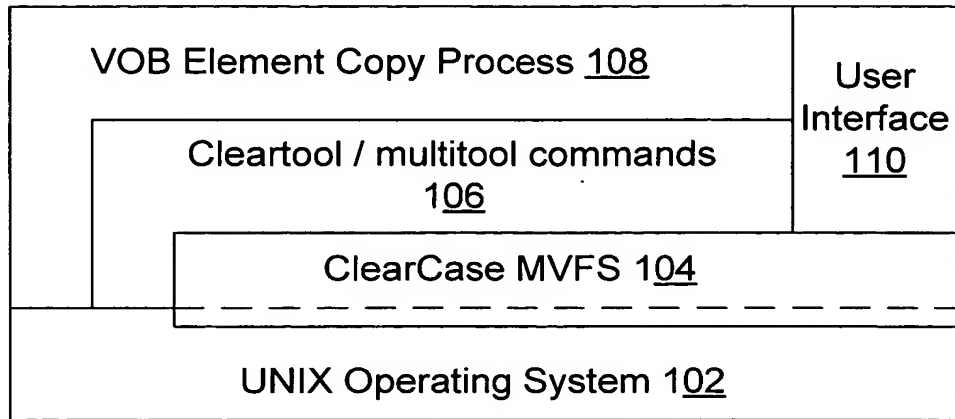 VOB Element Copy Process 108
User
Interface
110
Cleartool / multitool commands
106
ClearCase MVFS 104
UNIX Operating System 102